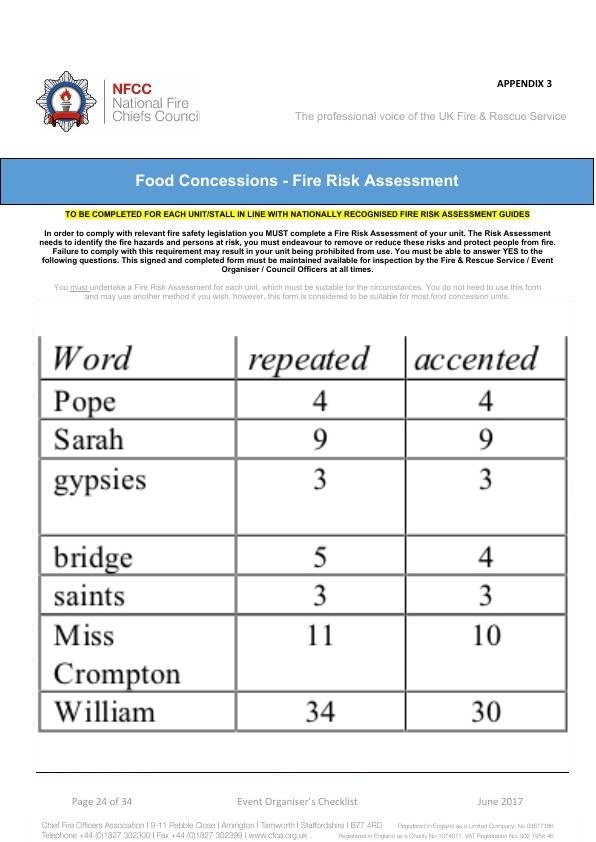 APPENDIX 3
NFCC
National Fire
Chiefs Council
The professional voice of the UK Fire & Rescue Service
Food Concessions - Fire Risk Assessment
TO BE COMPLETED FOR EACH UNIT/STALL IN LINE WITH NATIONALLY RECOGNISED FIRE RISK ASSESSMENT GUIDES
In order to comply with relevant fire safety legislation you MUST complete a Fire Risk Assessment of your unit. The Risk Assessment
needs to identify the fire hazards and persons at risk, you must endeavour to remove or reduce these risks and protect people from fire.
Failure to comply with this requirement may result in your unit being prohibited from use. You must be able to answer YES to the
following questions. This signed and completed form must be maintained available for inspection by the Fire & Rescue Service / Event
Organiser / Council Officers at all times.
You must undertake a Fire Risk Assessment for each unit, which must be suitable for the circumstances. You do not need to use this form
and may use another method if you wish, however, this form is considered to be suitable for most food concession units.
Word repeated accented
Pope 4 4
Sarah 9 9
gypsies 3 3
bridge 5 4
saints 3 3
Miss 11 10
Crompton
William 34 30
Page 24 of 34 Event Organiser's Checklist June 2017
Chief Fire Officers Association I 9-11 Pebble Close I Amington I Tamworth I Staffordshire I B77 4RD Registered in England as a Limited Company: No 03677186
Telephone +44 (0)1827 302300 I Fax +44 (0)1827 302399 I www.cfoa.org.uk Registered in England as a Charity No 1074071 VAT Registration No: 902 1954 46